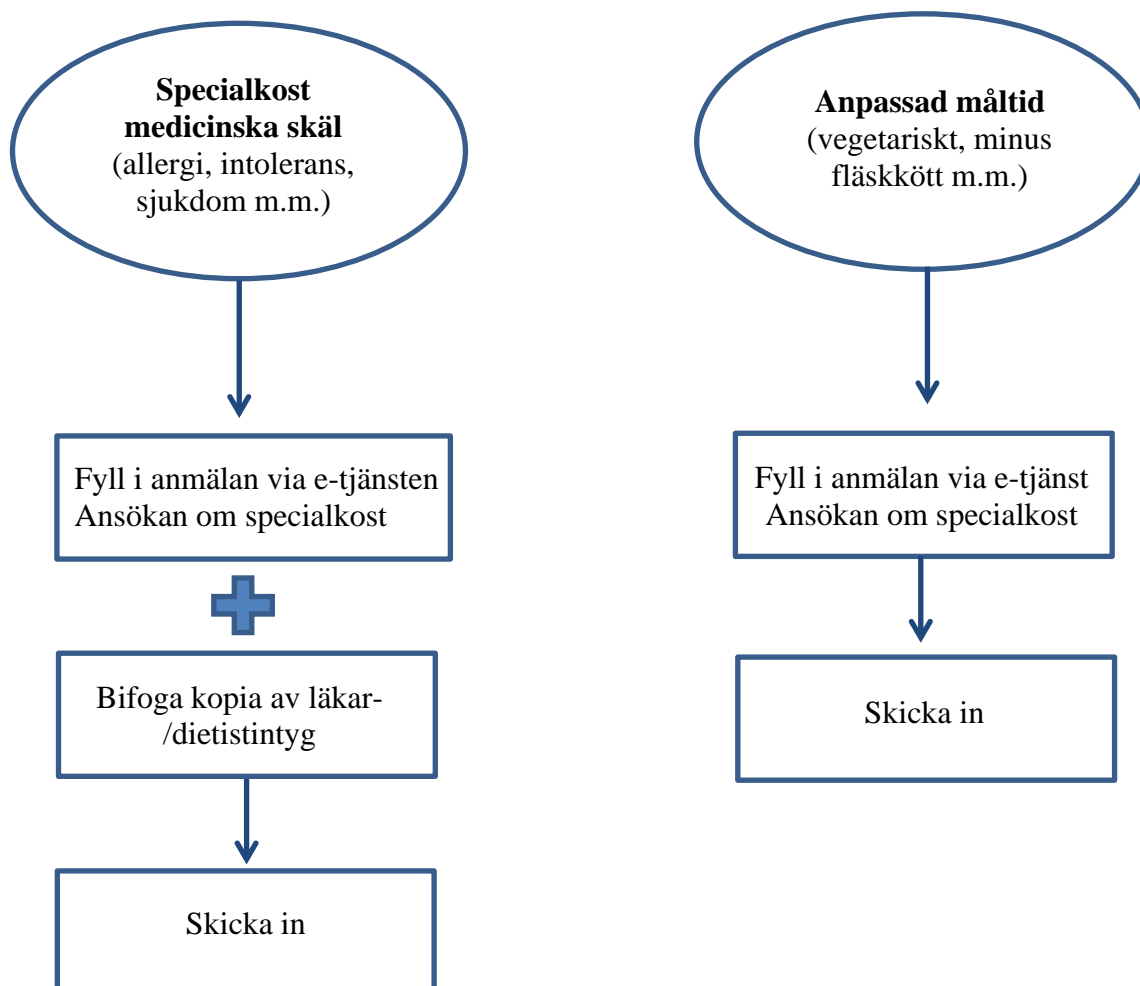 Specialkost
medicinska skäl
(allergi, intolerans,
sjukdom m.m.)
Fyll i anmälan via e-tjänsten
Ansökan om specialkost
Bifoga kopia av läkar-
/dietistintyg
Skicka in
Anpassad måltid
(vegetariskt, minus
fläskkött m.m.)
Fyll i anmälan via e-tjänst
Ansökan om specialkost
Skicka in